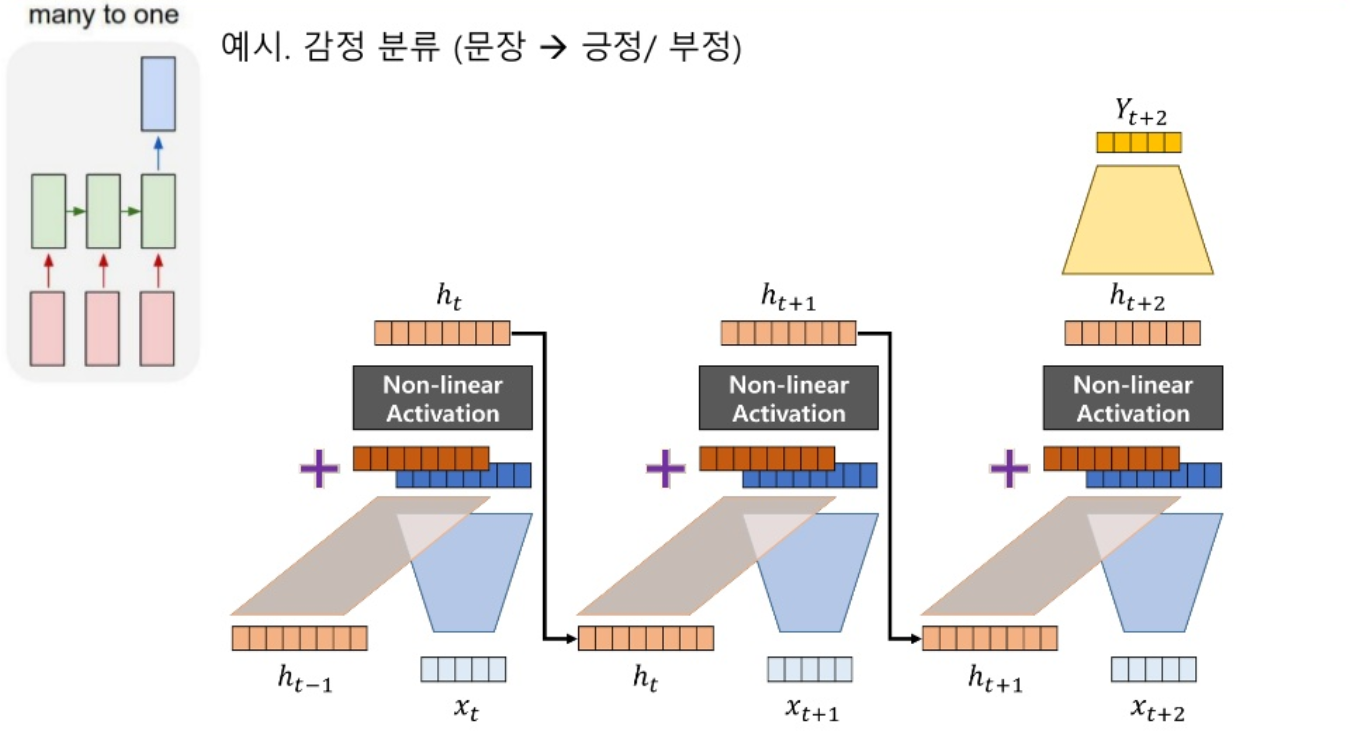 many to one
예시. 감정 분류 (문장 → 긍정/ 부정)
Y_{t+2}
h_t
h_{t+1}
h_{t+2}
Non-linear
Activation
Non-linear
Activation
Non-linear
Activation
+
+
+
h_{t-1}
x_t
h_t
x_{t+1}
h_{t+1}
x_{t+2}